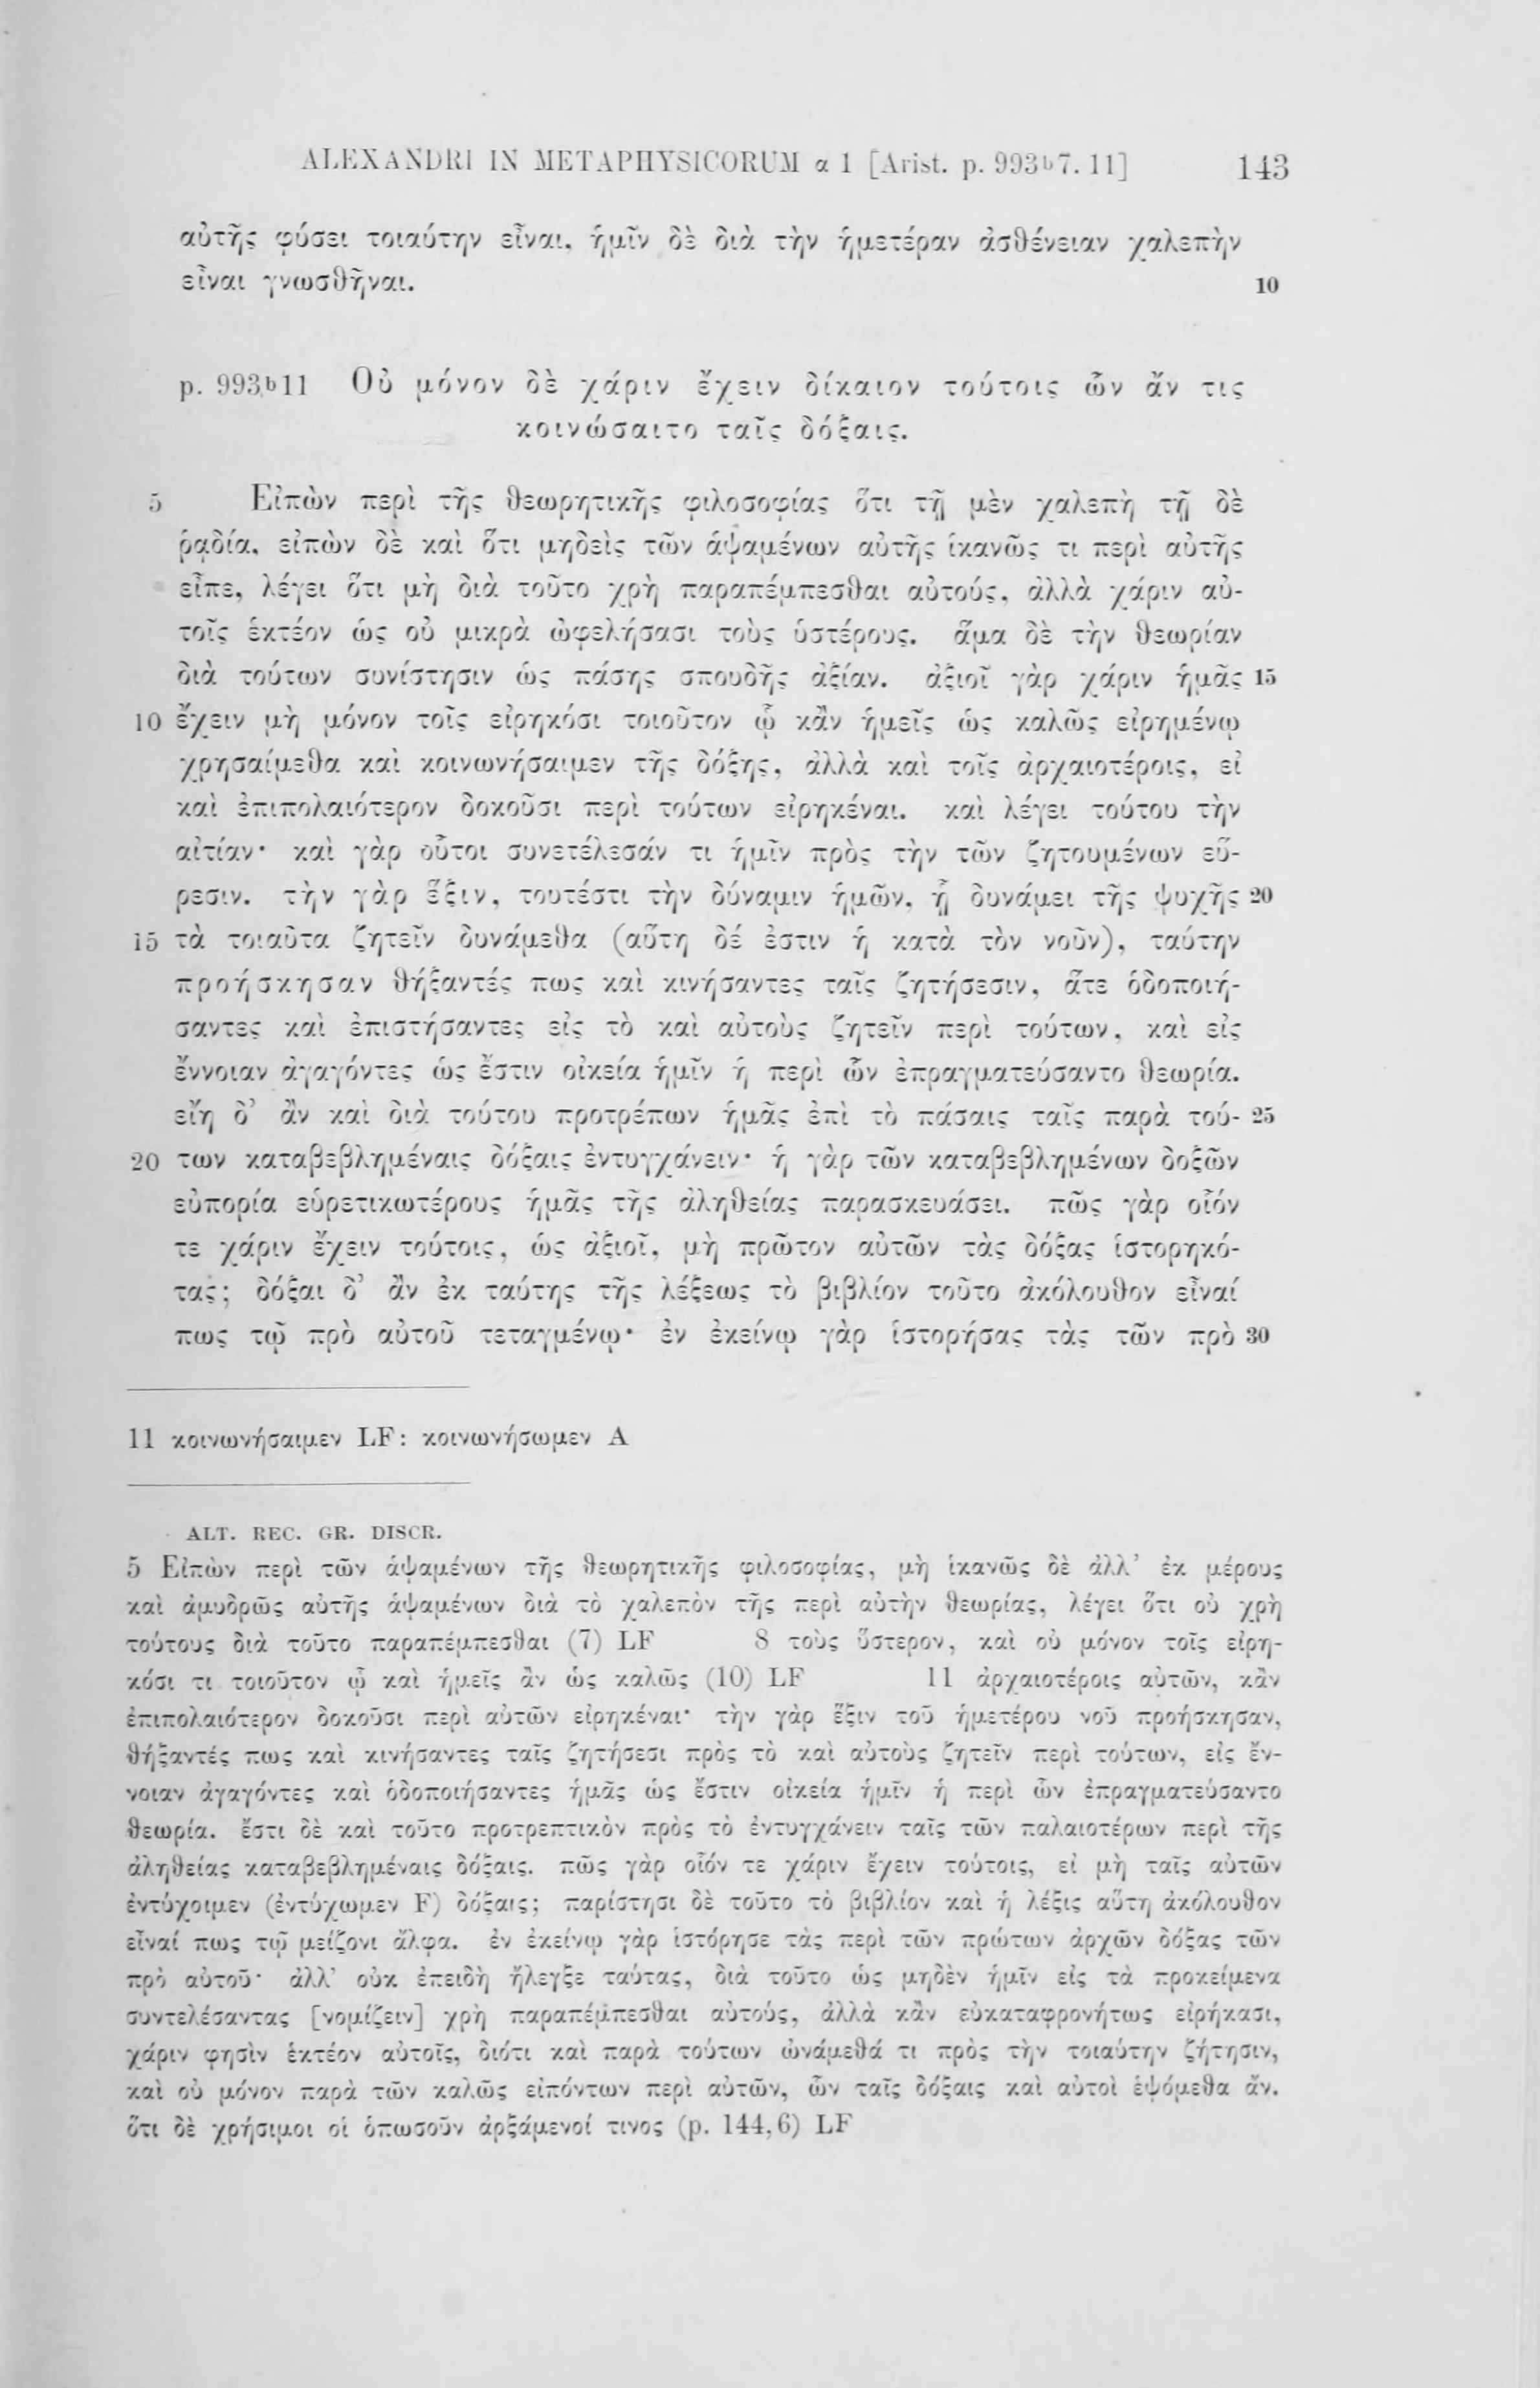 ALEXANDRI IN METAPHYSICORUM α 1 [Arist. p. 993ᵇ7. 11] 143
αὐτῆς φύσει τοιαύτην εἶναι, ἡμῖν δὲ διὰ τὴν ἡμετέραν ἀσθένειαν χαλεπὴν
εἶναι γνωσθῆναι. 10
p. 993ᵇ11 Οὐ μόνον δὲ χάριν ἔχειν δίκαιον τούτοις ὧν ἄν τις
κοινώσαιτο ταῖς δόξαις.
5 Εἰπὼν περὶ τῆς θεωρητικῆς φιλοσοφίας ὅτι τῇ μὲν χαλεπὴ τῇ δὲ
ῥᾳδία, εἰπὼν δὲ καὶ ὅτι μηδεὶς τῶν ἁψαμένων αὐτῆς ἱκανῶς τι περὶ αὐτῆς
εἶπε, λέγει ὅτι μὴ διὰ τοῦτο χρὴ παραπέμπεσθαι αὐτούς, ἀλλὰ χάριν αὐ-
τοῖς ἑκτέον ὡς οὐ μικρὰ ὠφελήσασι τοὺς ὑστέρους. ἅμα δὲ τὴν θεωρίαν
διὰ τούτων συνίστησιν ὡς πάσης σπουδῆς ἀξίαν. ἀξιοῖ γὰρ χάριν ἡμᾶς 15
10 ἔχειν μὴ μόνον τοῖς εἰρηκόσι τοιοῦτον ᾧ κἂν ἡμεῖς ὡς καλῶς εἰρημένῳ
χρησαίμεθα καὶ κοινωνήσαιμεν τῆς δόξης, ἀλλὰ καὶ τοῖς ἀρχαιοτέροις, εἰ
καὶ ἐπιπολαιότερον δοκοῦσι περὶ τούτων εἰρηκέναι. καὶ λέγει τούτου τὴν
αἰτίαν· καὶ γὰρ οὗτοι συνετέλεσάν τι ἡμῖν πρὸς τὴν τῶν ζητουμένων εὕ-
ρεσιν. τὴν γὰρ ἕξιν, τουτέστι τὴν δύναμιν ἡμῶν, ᾗ δυνάμει τῆς ψυχῆς 20
15 τὰ τοιαῦτα ζητεῖν δυνάμεθα (αὕτη δέ ἐστιν ἡ κατὰ τὸν νοῦν), ταύτην
προήσκησαν θήξαντές πως καὶ κινήσαντες ταῖς ζητήσεσιν, ἅτε ὁδοποιή-
σαντες καὶ ἐπιστήσαντες εἰς τὸ καὶ αὐτοὺς ζητεῖν περὶ τούτων, καὶ εἰς
ἔννοιαν ἀγαγόντες ὡς ἔστιν οἰκεία ἡμῖν ἡ περὶ ὧν ἐπραγματεύσαντο θεωρία.
εἴη δ’ ἂν καὶ διὰ τούτου προτρέπων ἡμᾶς ἐπὶ τὸ πάσαις ταῖς παρὰ τού- 25
20 των καταβεβλημέναις δόξαις ἐντυγχάνειν· ἡ γὰρ τῶν καταβεβλημένων δοξῶν
εὐπορία εὑρετικωτέρους ἡμᾶς τῆς ἀληθείας παρασκευάσει. πῶς γὰρ οἷόν
τε χάριν ἔχειν τούτοις, ὡς ἀξιοῖ, μὴ πρῶτον αὐτῶν τὰς δόξας ἱστορηκό-
τας; δόξαι δ’ ἂν ἐκ ταύτης τῆς λέξεως τὸ βιβλίον τοῦτο ἀκόλουθον εἶναί
πως τῷ πρὸ αὐτοῦ τεταγμένῳ· ἐν ἐκείνῳ γὰρ ἱστορήσας τὰς τῶν πρὸ 30
11 κοινωνήσαιμεν LF: κοινωνήσωμεν A
ALT. REC. GR. DISCR.
5 Εἰπὼν περὶ τῶν ἁψαμένων τῆς θεωρητικῆς φιλοσοφίας, μὴ ἱκανῶς δὲ ἀλλ’ ἐκ μέρους
καὶ ἀμυδρῶς αὐτῆς ἁψαμένων διὰ τὸ χαλεπὸν τῆς περὶ αὐτὴν θεωρίας, λέγει ὅτι οὐ χρὴ
τούτους διὰ τοῦτο παραπέμπεσθαι (7) LF 8 τοὺς ὕστερον, καὶ οὐ μόνον τοῖς εἰρη-
κόσι τι τοιοῦτον ᾧ καὶ ἡμεῖς ἂν ὡς καλῶς (10) LF 11 ἀρχαιοτέροις αὐτῶν, κἂν
ἐπιπολαιότερον δοκοῦσι περὶ αὐτῶν εἰρηκέναι· τὴν γὰρ ἕξιν τοῦ ἡμετέρου νοῦ προήσκησαν,
θήξαντές πως καὶ κινήσαντες ταῖς ζητήσεσι πρὸς τὸ καὶ αὐτοὺς ζητεῖν περὶ τούτων, εἰς ἔν-
νοιαν ἀγαγόντες καὶ ὁδοποιήσαντες ἡμᾶς ὡς ἔστιν οἰκεία ἡμῖν ἡ περὶ ὧν ἐπραγματεύσαντο
θεωρία. ἔστι δὲ καὶ τοῦτο προτρεπτικὸν πρὸς τὸ ἐντυγχάνειν ταῖς τῶν παλαιοτέρων περὶ τῆς
ἀληθείας καταβεβλημέναις δόξαις. πῶς γὰρ οἷόν τε χάριν ἔχειν τούτοις, εἰ μὴ ταῖς αὐτῶν
ἐντύχοιμεν (ἐντύχωμεν F) δόξαις; παρίστησι δὲ τοῦτο τὸ βιβλίον καὶ ἡ λέξις αὕτη ἀκόλουθον
εἶναί πως τῷ μείζονι ἄλφα. ἐν ἐκείνῳ γὰρ ἱστόρησε τὰς περὶ τῶν πρώτων ἀρχῶν δόξας τῶν
πρὸ αὐτοῦ· ἀλλ’ οὐκ ἐπειδὴ ἤλεγξε ταύτας, διὰ τοῦτο ὡς μηδὲν ἡμῖν εἰς τὰ προκείμενα
συντελέσαντας [νομίζειν] χρὴ παραπέμπεσθαι αὐτούς, ἀλλὰ κἂν εὐκαταφρονήτως εἰρήκασι,
χάριν φησὶν ἑκτέον αὐτοῖς, διότι καὶ παρὰ τούτων ὠνάμεθά τι πρὸς τὴν τοιαύτην ζήτησιν,
καὶ οὐ μόνον παρὰ τῶν καλῶς εἰπόντων περὶ αὐτῶν, ὧν ταῖς δόξαις καὶ αὐτοὶ ἑψόμεθα ἄν.
ὅτι δὲ χρήσιμοι οἱ ὁπωσοῦν ἀρξάμενοί τινος (p. 144,6) LF